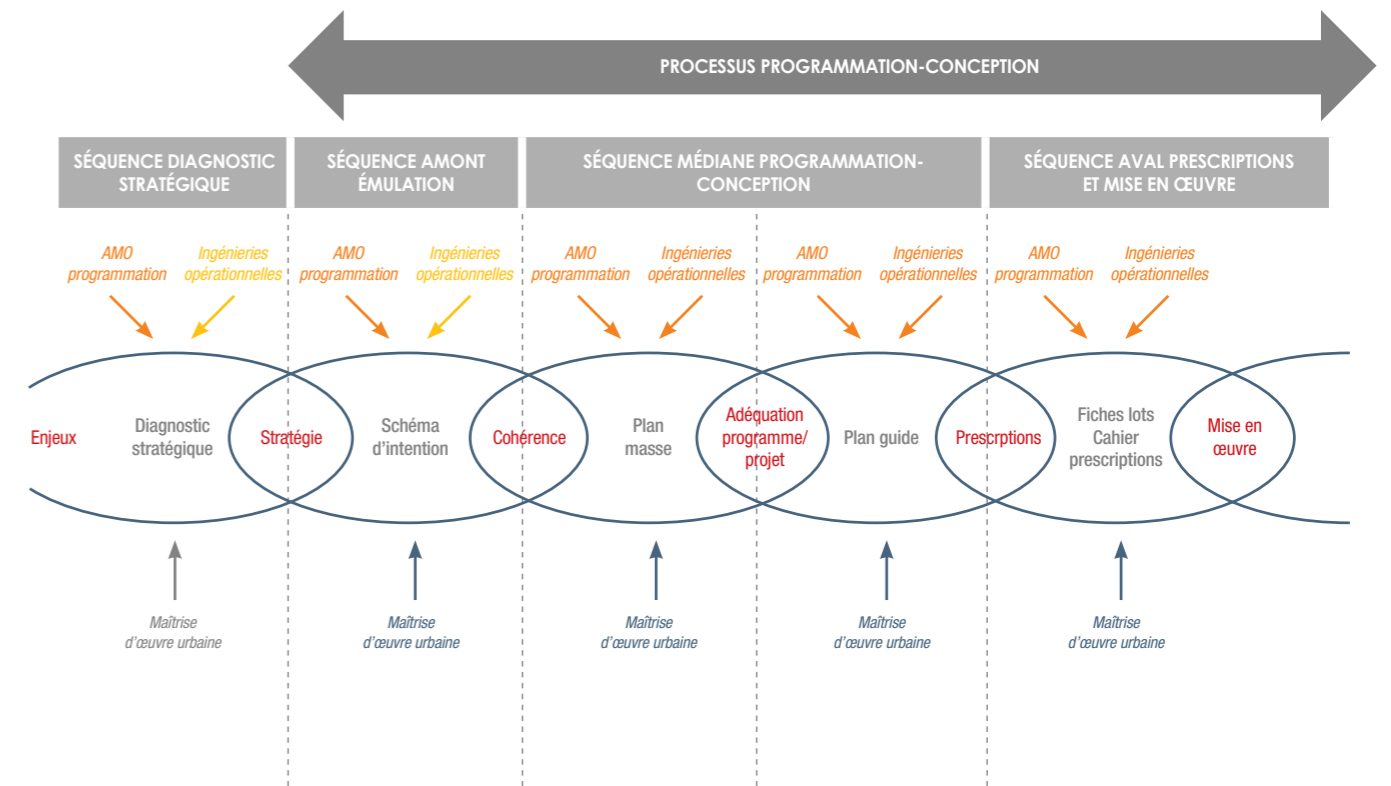 PROCESSUS PROGRAMMATION-CONCEPTION
SÉQUENCE DIAGNOSTIC
STRATÉGIQUE
SÉQUENCE AMONT
ÉMULATION
SÉQUENCE MÉDIANE PROGRAMMATION-
CONCEPTION
SÉQUENCE AVAL PRESCRIPTIONS
ET MISE EN ŒUVRE
AMO
programmation
Ingénieries
opérationnelles
AMO
programmation
Ingénieries
opérationnelles
AMO
programmation
Ingénieries
opérationnelles
AMO
programmation
Ingénieries
opérationnelles
AMO
programmation
Ingénieries
opérationnelles
Enjeux
Diagnostic
stratégique
Stratégie
Schéma
d'intention
Cohérence
Plan
masse
Adéquation
programme/
projet
Plan guide
Prescrptions
Fiches lots
Cahier
prescriptions
Mise en
œuvre
Maîtrise
d'œuvre urbaine
Maîtrise
d'œuvre urbaine
Maîtrise
d'œuvre urbaine
Maîtrise
d'œuvre urbaine
Maîtrise
d'œuvre urbaine